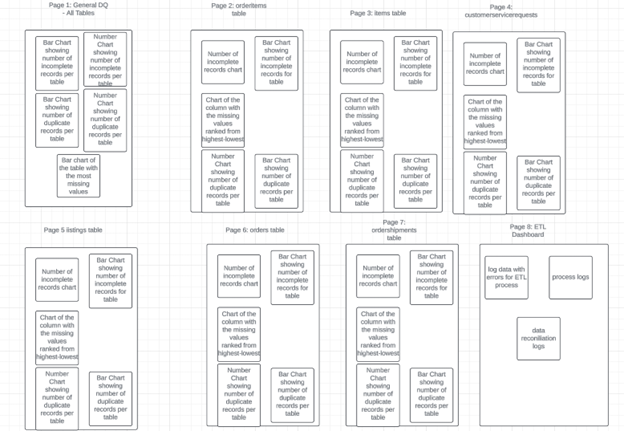 Page 1: General DQ
- All Tables
Bar Chart
showing
number of
incomplete
records per
table
Number
Chart
showing
number of
incomplete
records per
table
Bar Chart
showing
number of
duplicate
records per
table
Number
Chart
showing
number of
duplicate
records per
table
Bar chart of
the table with
the most
missing
values
Page 2: orderitems
table
Number of
incomplete
records chart
Bar Chart
showing
number of
incomplete
records for
table
Chart of the
column with
the missing
values
ranked from
highest-lowest
Number
Chart
showing
number of
duplicate
records per
table
Bar Chart
showing
number of
duplicate
records per
table
Page 3: items table
Number of
incomplete
records chart
Bar Chart
showing
number of
incomplete
records for
table
Chart of the
column with
the missing
values
ranked from
highest-lowest
Number
Chart
showing
number of
duplicate
records per
table
Bar Chart
showing
number of
duplicate
records per
table
Page 4:
customerservicerequests
Number of
incomplete
records chart
Bar Chart
showing
number of
incomplete
records for
table
Chart of the
column with
the missing
values
ranked from
highest-lowest
Number
Chart
showing
number of
duplicate
records per
table
Bar Chart
showing
number of
duplicate
records per
table
Page 5 listings table
Number of
incomplete
records chart
Bar Chart
showing
number of
incomplete
records for
table
Chart of the
column with
the missing
values
ranked from
highest-lowest
Number
Chart
showing
number of
duplicate
records per
table
Bar Chart
showing
number of
duplicate
records per
table
Page 6: orders table
Number of
incomplete
records chart
Bar Chart
showing
number of
incomplete
records for
table
Chart of the
column with
the missing
values
ranked from
highest-lowest
Number
Chart
showing
number of
duplicate
records per
table
Bar Chart
showing
number of
duplicate
records per
table
Page 7:
ordershipments
table
Number of
incomplete
records chart
Bar Chart
showing
number of
incomplete
records for
table
Chart of the
column with
the missing
values
ranked from
highest-lowest
Number
Chart
showing
number of
duplicate
records per
table
Bar Chart
showing
number of
duplicate
records per
table
Page 8: ETL
Dashboard
log data with
errors for ETL
process
process logs
data
reconiliation
logs